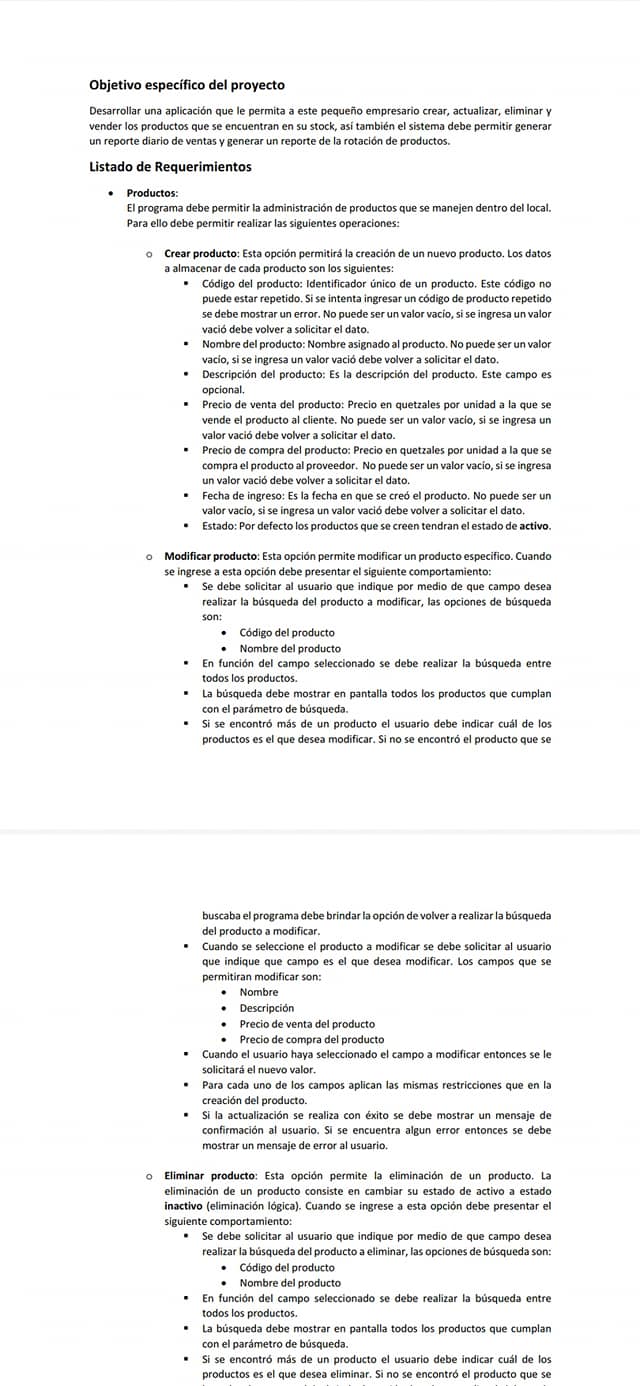 Objetivo específico del proyecto
Desarrollar una aplicación que le permita a este pequeño empresario crear, actualizar, eliminar y
vender los productos que se encuentran en su stock, así también el sistema debe permitir generar
un reporte diario de ventas y generar un reporte de la rotación de productos.
Listado de Requerimientos
• Productos:
El programa debe permitir la administración de productos que se manejen dentro del local.
Para ello debe permitir realizar las siguientes operaciones:
o Crear producto: Esta opción permitirá la creación de un nuevo producto. Los datos
a almacenar de cada producto son los siguientes:
▪ Código del producto: Identificador único de un producto. Este código no
puede estar repetido. Si se intenta ingresar un código de producto repetido
se debe mostrar un error. No puede ser un valor vacío, si se ingresa un valor
vació debe volver a solicitar el dato.
▪ Nombre del producto: Nombre asignado al producto. No puede ser un valor
vacío, si se ingresa un valor vació debe volver a solicitar el dato.
▪ Descripción del producto: Es la descripción del producto. Este campo es
opcional.
▪ Precio de venta del producto: Precio en quetzales por unidad a la que se
vende el producto al cliente. No puede ser un valor vacío, si se ingresa un
valor vació debe volver a solicitar el dato.
▪ Precio de compra del producto: Precio en quetzales por unidad a la que se
compra el producto al proveedor. No puede ser un valor vacío, si se ingresa
un valor vació debe volver a solicitar el dato.
▪ Fecha de ingreso: Es la fecha en que se creó el producto. No puede ser un
valor vacío, si se ingresa un valor vació debe volver a solicitar el dato.
▪ Estado: Por defecto los productos que se creen tendran el estado de activo.
o Modificar producto: Esta opción permite modificar un producto especifico. Cuando
se ingrese a esta opción debe presentar el siguiente comportamiento:
▪ Se debe solicitar al usuario que indique por medio de que campo desea
realizar la búsqueda del producto a modificar, las opciones de búsqueda
son:
• Código del producto
• Nombre del producto
▪ En función del campo seleccionado se debe realizar la búsqueda entre
todos los productos.
▪ La búsqueda debe mostrar en pantalla todos los productos que cumplan
con el parámetro de búsqueda.
▪ Si se encontró más de un producto el usuario debe indicar cuál de los
productos es el que desea modificar. Si no se encontró el producto que se
buscaba el programa debe brindar la opción de volver a realizar la búsqueda
del producto a modificar.
▪ Cuando se seleccione el producto a modificar se debe solicitar al usuario
que indique que campo es el que desea modificar. Los campos que se
permitiran modificar son:
• Nombre
• Descripción
• Precio de venta del producto
• Precio de compra del producto
▪ Cuando el usuario haya seleccionado el campo a modificar entonces se le
solicitará el nuevo valor.
▪ Para cada uno de los campos aplican las mismas restricciones que en la
creación del producto.
▪ Si la actualización se realiza con éxito se debe mostrar un mensaje de
confirmación al usuario. Si se encuentra algun error entonces se debe
mostrar un mensaje de error al usuario.
o Eliminar producto: Esta opción permite la eliminación de un producto. La
eliminación de un producto consiste en cambiar su estado de activo a estado
inactivo (eliminación lógica). Cuando se ingrese a esta opción debe presentar el
siguiente comportamiento:
▪ Se debe solicitar al usuario que indique por medio de que campo desea
realizar la búsqueda del producto a eliminar, las opciones de búsqueda son:
• Código del producto
• Nombre del producto
▪ En función del campo seleccionado se debe realizar la búsqueda entre
todos los productos.
▪ La búsqueda debe mostrar en pantalla todos los productos que cumplan
con el parámetro de búsqueda.
▪ Si se encontró más de un producto el usuario debe indicar cuál de los
productos es el que desea eliminar. Si no se encontró el producto que se